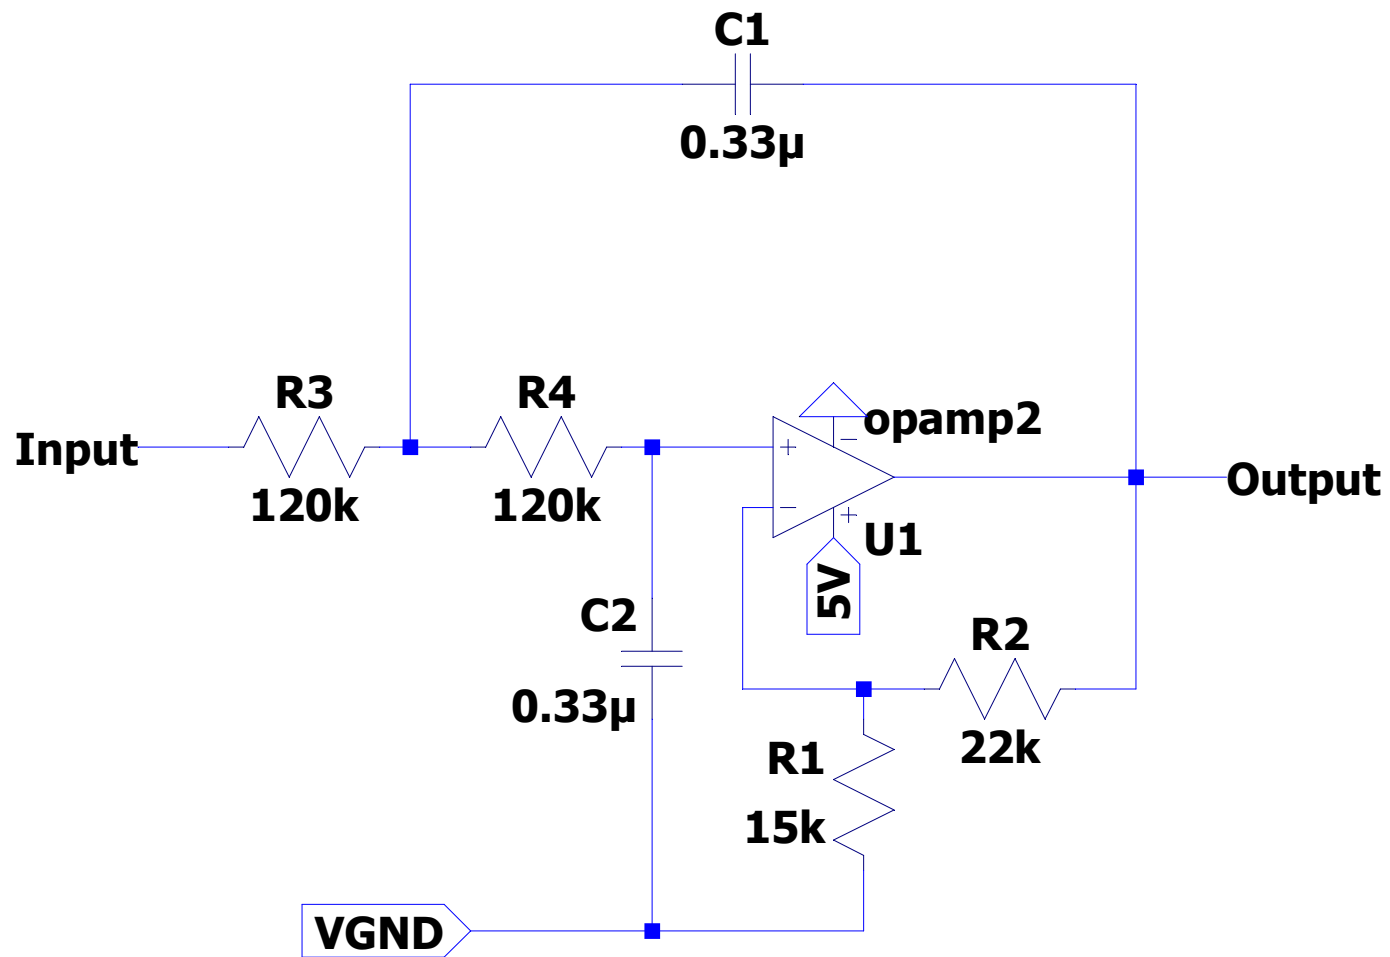 C1
0.33µ
R3
R4
opamp2
Input
+
−
Output
120k
120k
−
+
U1
5V
C2
R2
0.33µ
22k
R1
15k
VGND